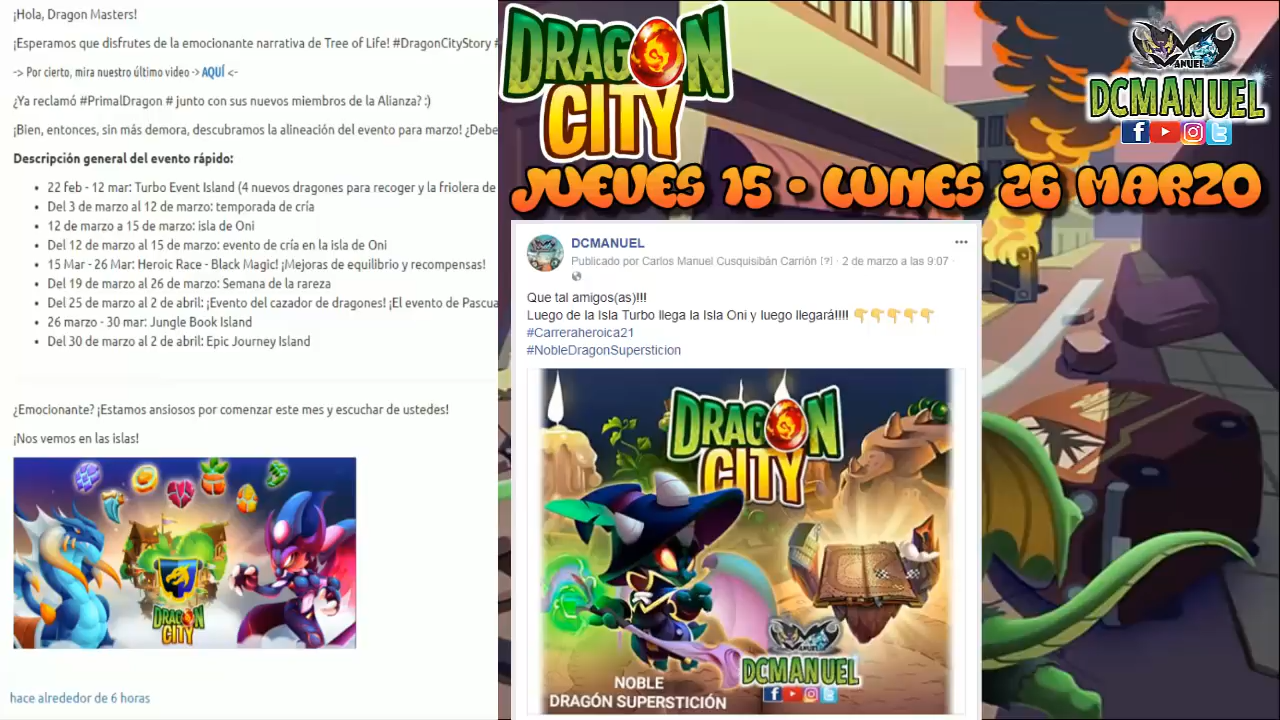 ¡Hola, Dragon Masters!
¡Esperamos que disfrutes de la emocionante narrativa de Tree of Life! #DragonCityStory #
-> Por cierto, mira nuestro último video -> AQUÍ <-
¿Ya reclamó #PrimalDragon # junto con sus nuevos miembros de la Alianza? :)
¡Bien, entonces, sin más demora, descubramos la alineación del evento para marzo! ¿Debe
Descripción general del evento rápido:
• 22 feb - 12 mar: Turbo Event Island (4 nuevos dragones para recoger y la friolera de
• Del 3 de marzo al 12 de marzo: temporada de cría
• 12 de marzo a 15 de marzo: isla de Oni
• Del 12 de marzo al 15 de marzo: evento de cría en la isla de Oni
• 15 Mar - 26 Mar: Heroic Race - Black Magic! ¡Mejoras de equilibrio y recompensas!
• Del 19 de marzo al 26 de marzo: Semana de la rareza
• Del 25 de marzo al 2 de abril: ¡Evento del cazador de dragones! ¡El evento de Pascua
• 26 marzo - 30 mar: Jungle Book Island
• Del 30 de marzo al 2 de abril: Epic Journey Island
¿Emocionante? ¡Estamos ansiosos por comenzar este mes y escuchar de ustedes!
¡Nos vemos en las islas!
DRAGON
CITY
hace alrededor de 6 horas
DRAGON
CITY
MANUEL
DCMANUEL
JUEVES 15 - LUNES 26 MARZO
DCMANUEL
Publicado por Carlos Manuel Cusquisibán Carrión [?] · 2 de marzo a las 9:07 ·
Que tal amigos(as)!!!
Luego de la Isla Turbo llega la Isla Oni y luego llegará!!!! 👇👇👇👇👇
#Carreraheroica21
#NobleDragonSupersticion
DRAGON
CITY
MANUEL
DCMANUEL
NOBLE
DRAGÓN SUPERSTICIÓN